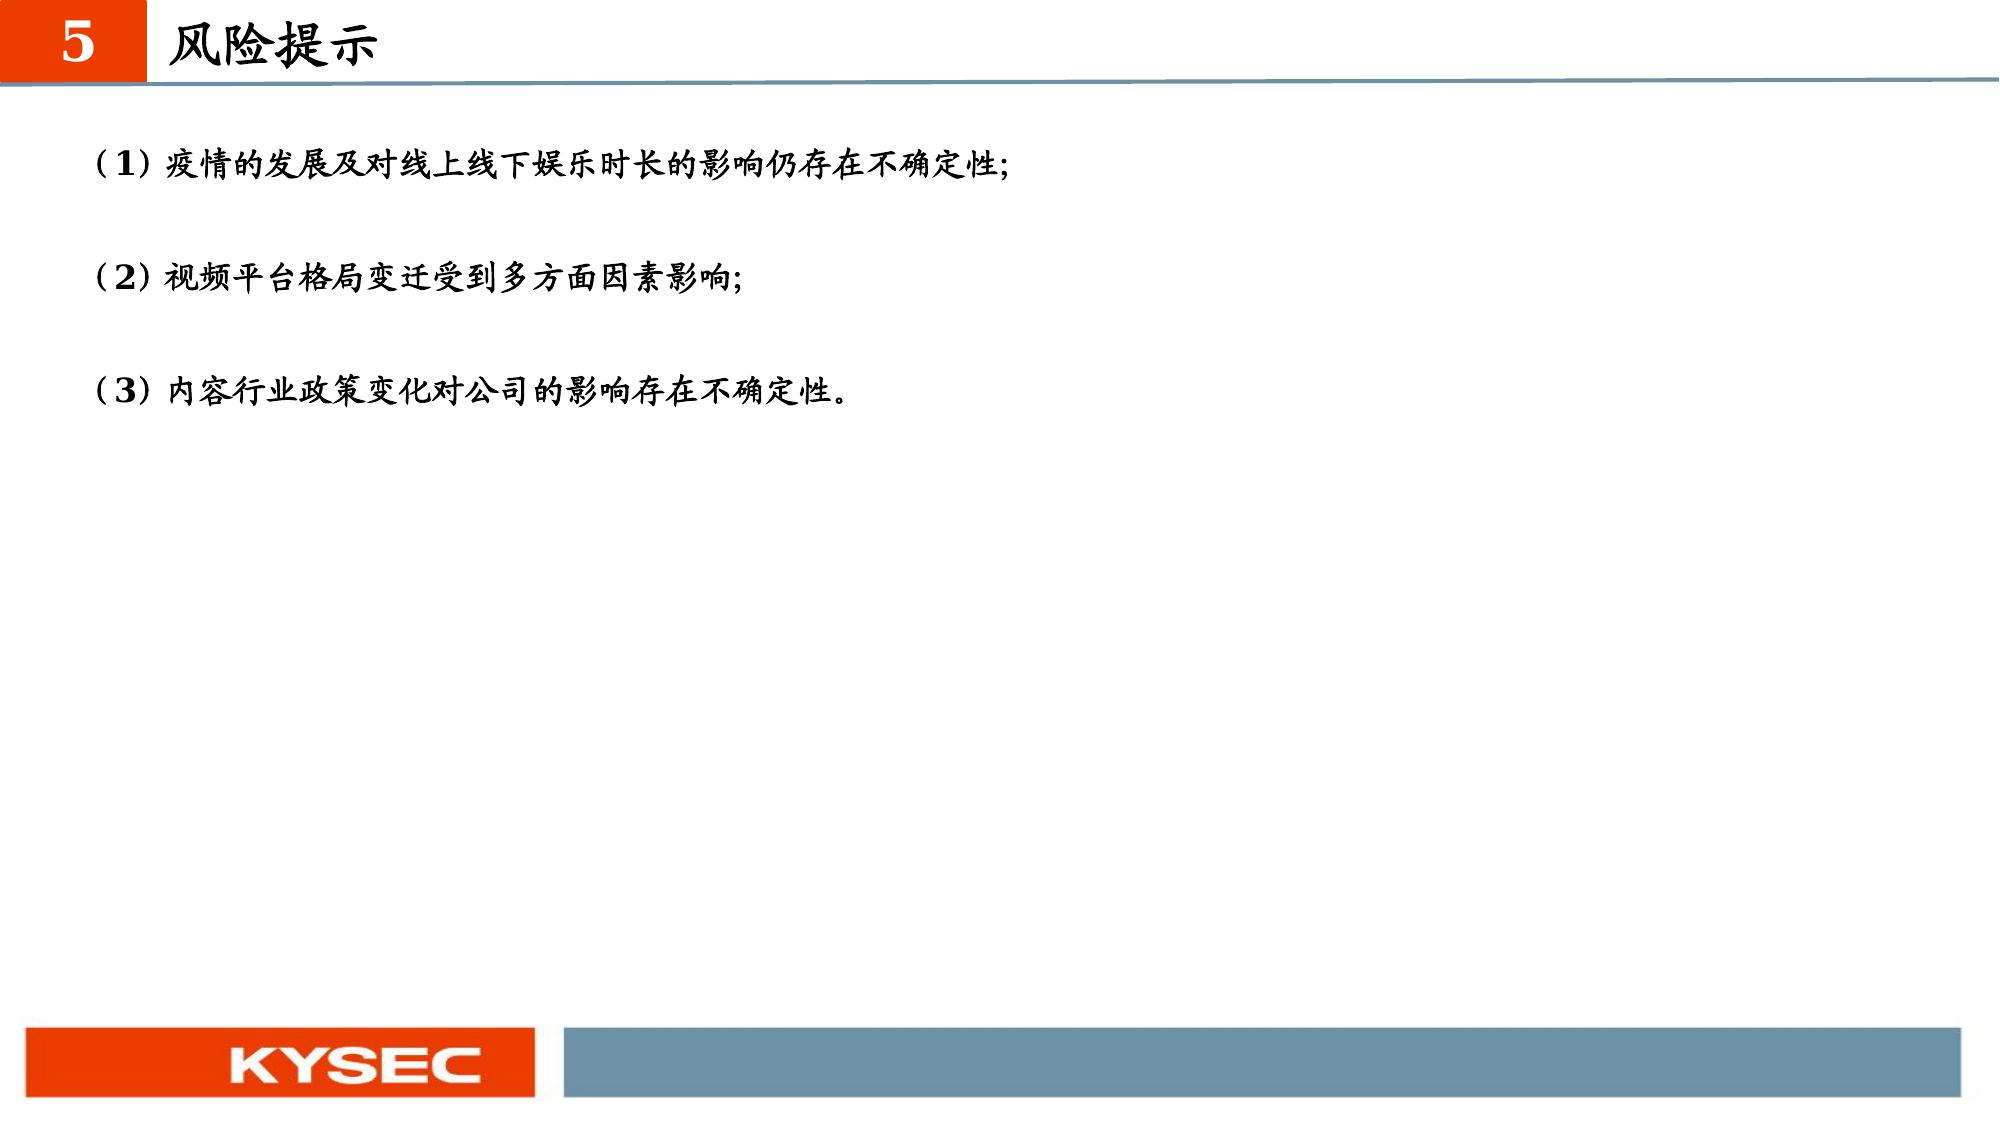 5 风险提示
（1）疫情的发展及对线上线下娱乐时长的影响仍存在不确定性；
（2）视频平台格局变迁受到多方面因素影响；
（3）内容行业政策变化对公司的影响存在不确定性。
KYSEC